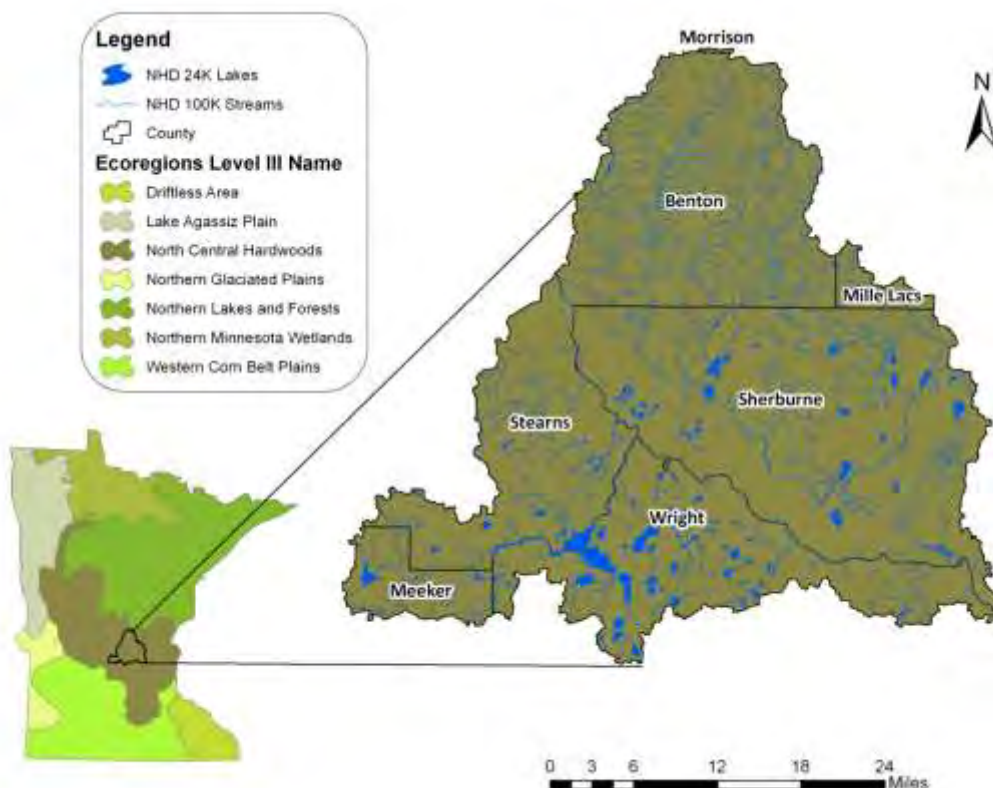 Legend
NHD 24K Lakes
NHD 100K Streams
County
Ecoregions Level III Name
Driftless Area
Lake Agassiz Plain
North Central Hardwoods
Northern Glaciated Plains
Northern Lakes and Forests
Northern Minnesota Wetlands
Western Corn Belt Plains
Morrison
N
Benton
Mille Lacs
Sherburne
Stearns
Wright
Meeker
0 3 6 12 18 24
Miles